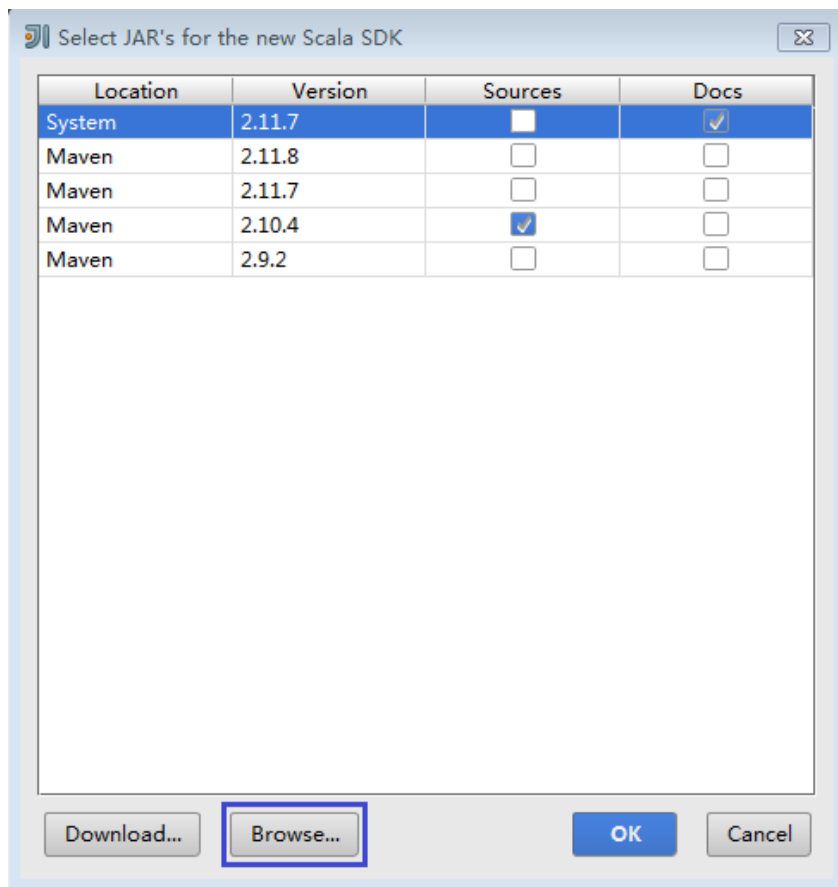 Select JAR's for the new Scala SDK
Location Version Sources Docs
System 2.11.7
Maven 2.11.8
Maven 2.11.7
Maven 2.10.4
Maven 2.9.2
Download... Browse... OK Cancel